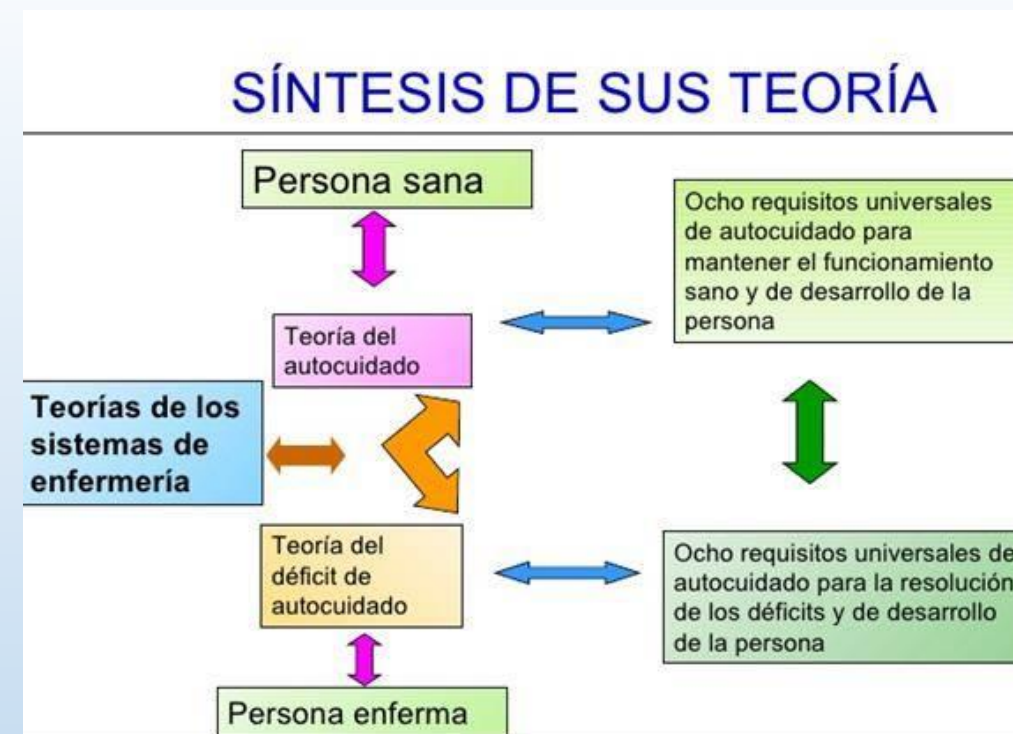 SÍNTESIS DE SUS TEORÍA
Persona sana
Ocho requisitos universales
de autocuidado para
mantener el funcionamiento
sano y de desarrollo de la
persona
Teoría del
autocuidado
Teorías de los
sistemas de
enfermería
Teoría del
déficit de
autocuidado
Ocho requisitos universales de
autocuidado para la resolución
de los déficits y de desarrollo
de la persona
Persona enferma